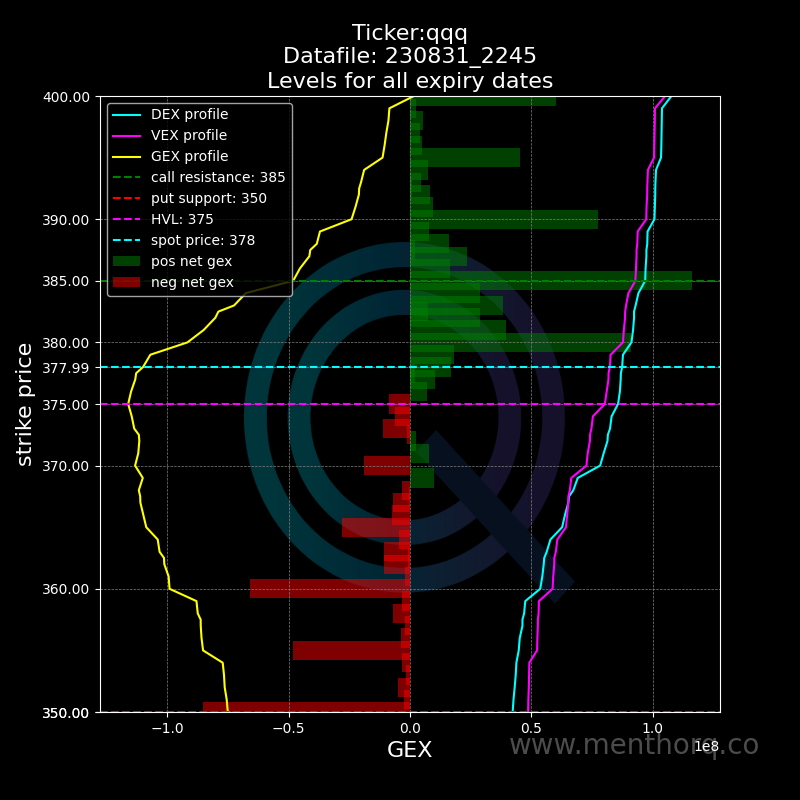 Ticker:qqq
Datafile: 230831_2245
Levels for all expiry dates
DEX profile
VEX profile
GEX profile
call resistance: 385
put support: 350
HVL: 375
spot price: 378
pos net gex
neg net gex
400.00
390.00
385.00
380.00
377.99
375.00
370.00
360.00
350.00
strike price
−1.0
−0.5
0.0
0.5
1.0
1e8
GEX
www.menthorq.co